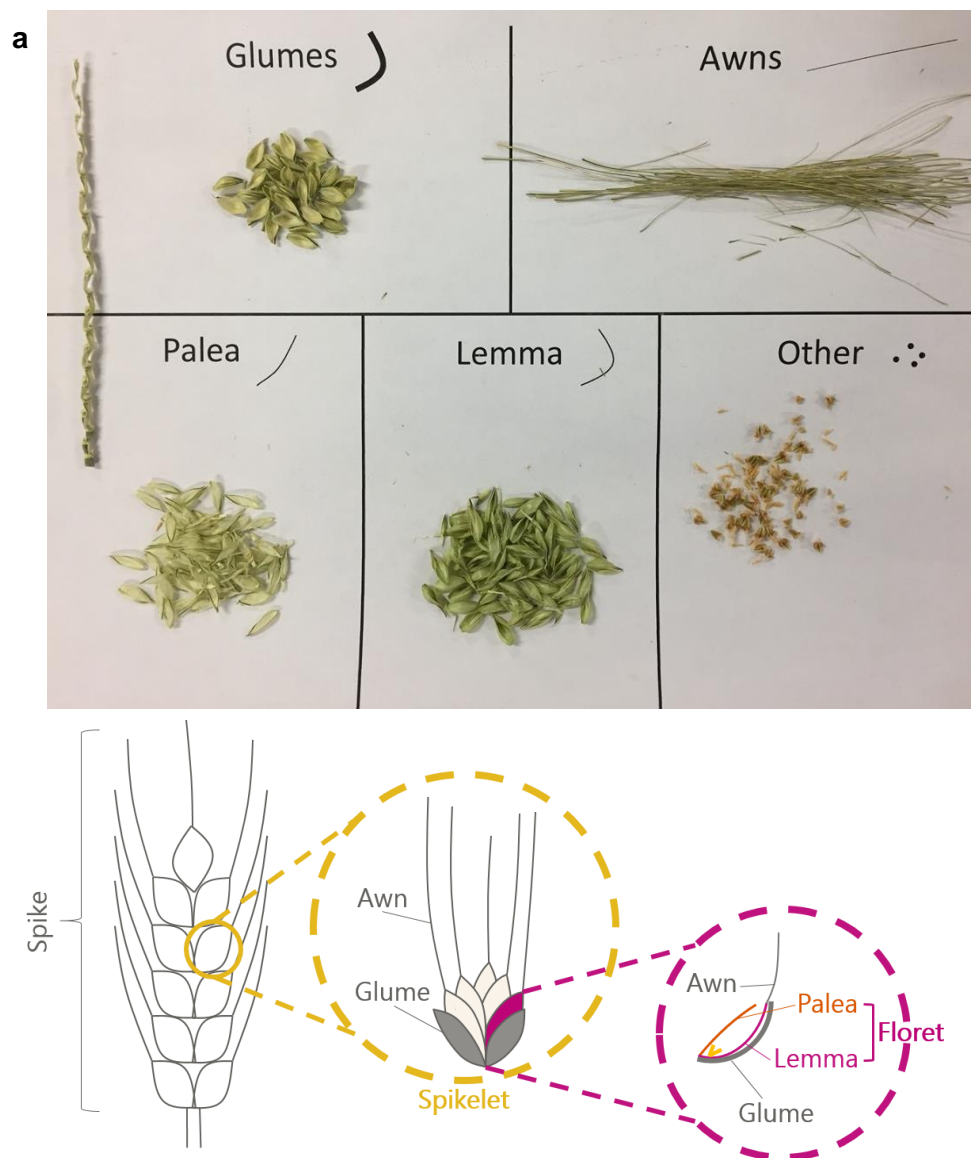 a
Glumes
Awns
Palea
Lemma
Other
Spike
Awn
Glume
Spikelet
Awn
Palea
Floret
Lemma
Glume